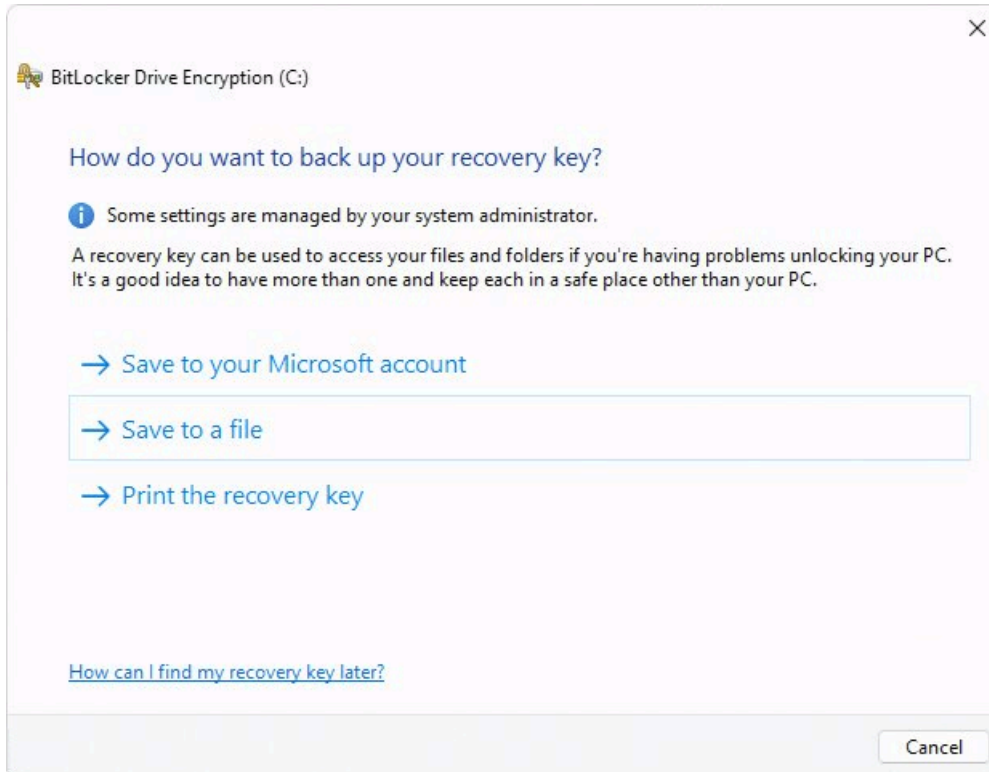 BitLocker Drive Encryption (C:)
How do you want to back up your recovery key?
Some settings are managed by your system administrator.
A recovery key can be used to access your files and folders if you're having problems unlocking your PC.
It's a good idea to have more than one and keep each in a safe place other than your PC.
Save to your Microsoft account
Save to a file
Print the recovery key
How can I find my recovery key later?
Cancel